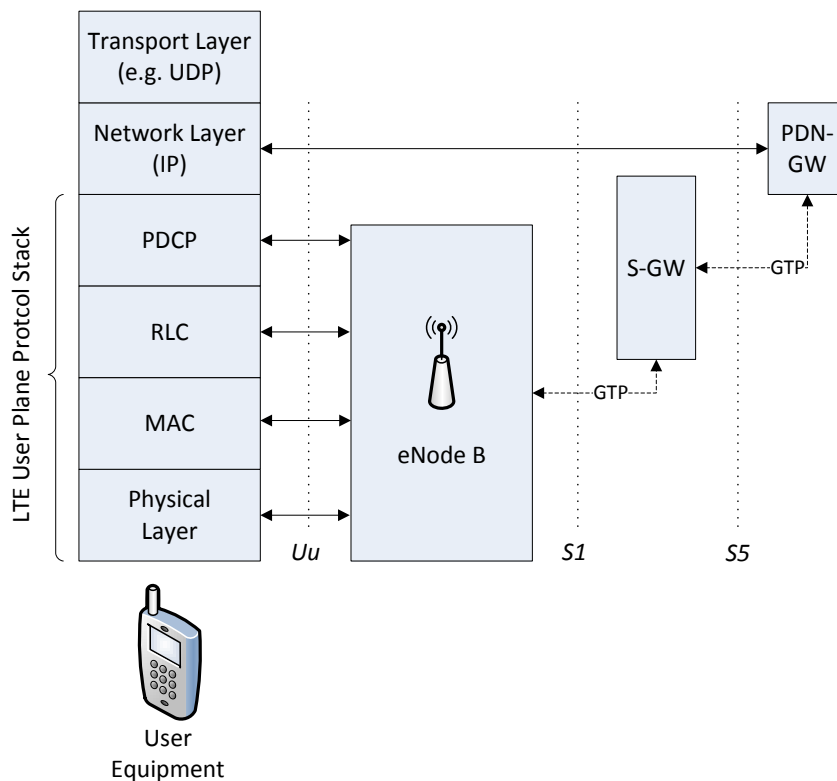 Transport Layer
(e.g. UDP)
Network Layer
(IP)
PDN-
GW
PDCP
S-GW
GTP
RLC
GTP
MAC
eNode B
Physical
Layer
LTE User Plane Protcol Stack
Uu
S1
S5
User
Equipment